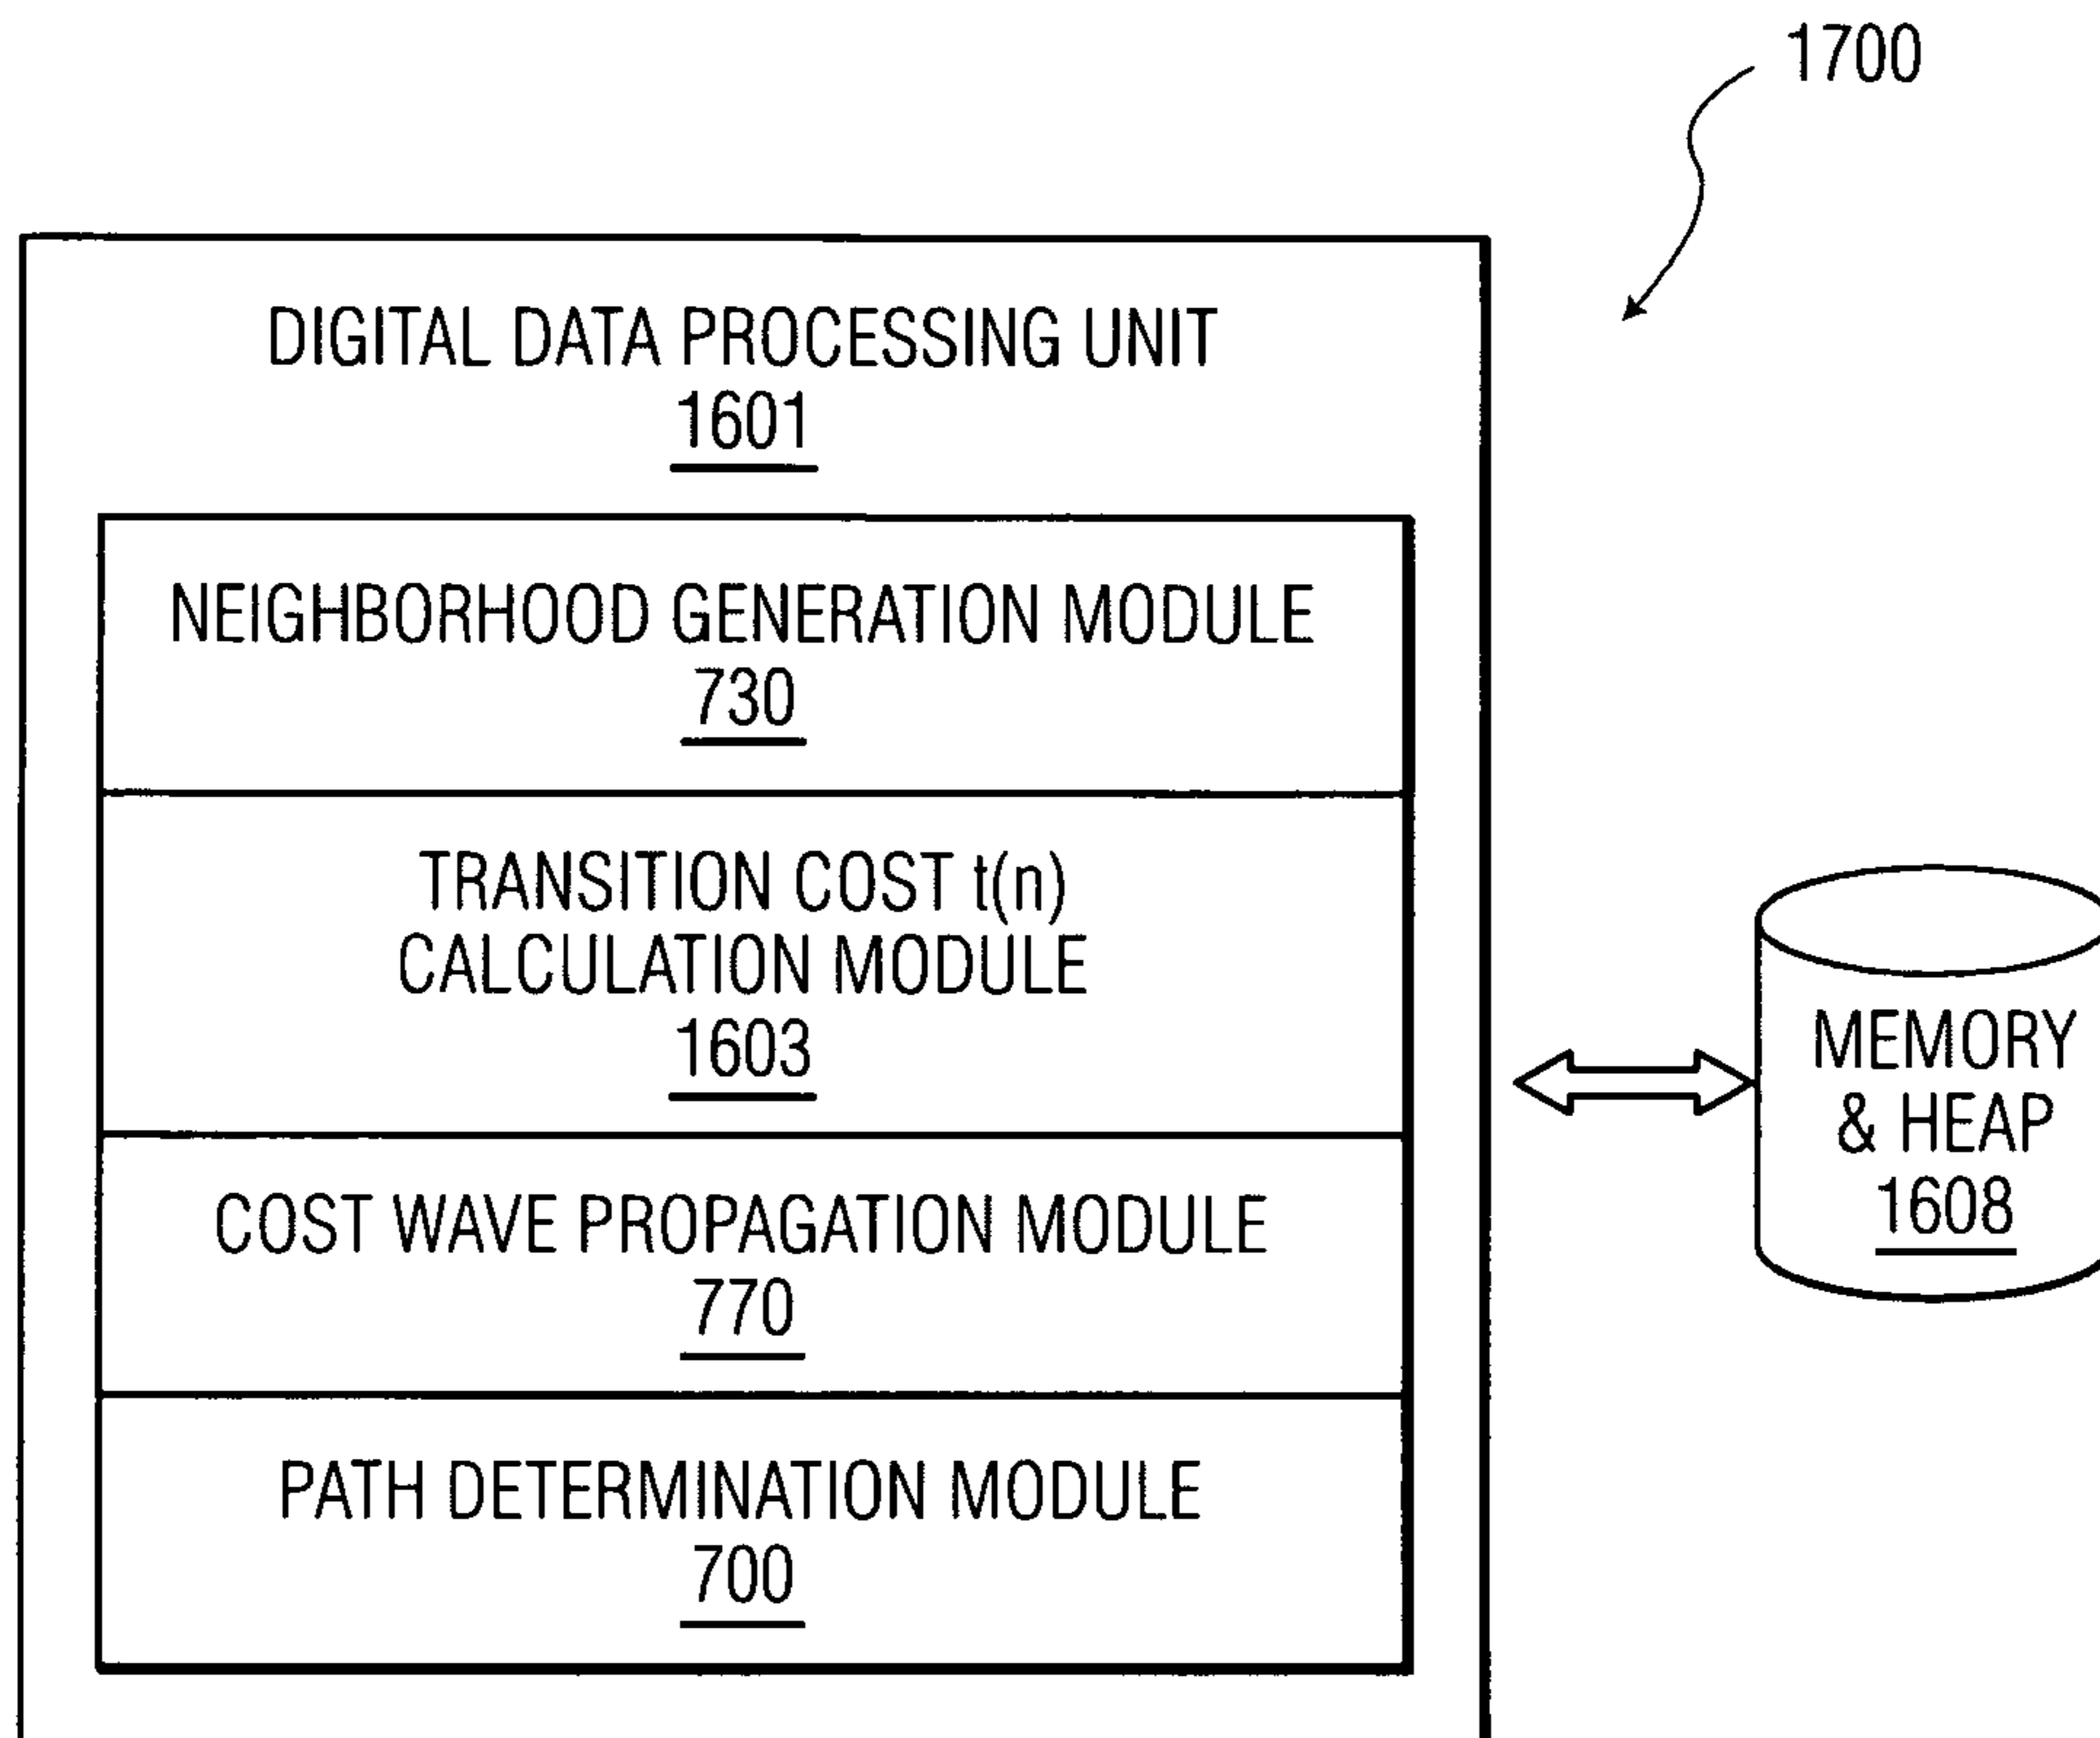 1700
DIGITAL DATA PROCESSING UNIT
1601
NEIGHBORHOOD GENERATION MODULE
730
TRANSITION COST t(n)
CALCULATION MODULE
1603
COST WAVE PROPAGATION MODULE
770
PATH DETERMINATION MODULE
700
MEMORY
& HEAP
1608